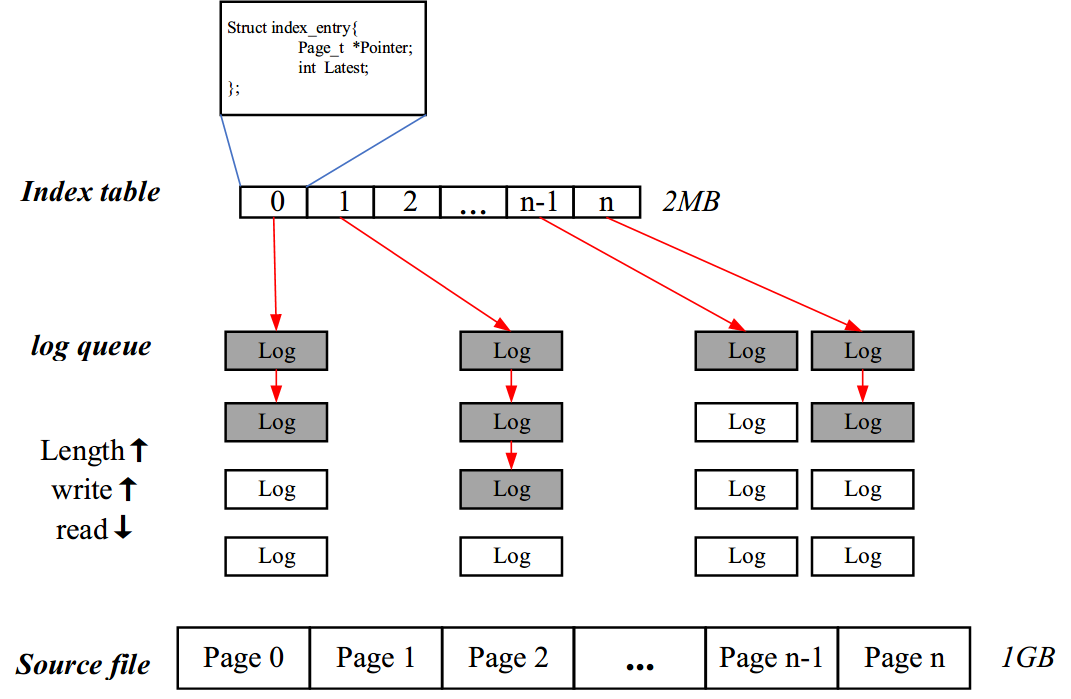 Struct index_entry{
Page_t *Pointer;
int Latest;
};
Index table
0 1 2 ... n-1 n
2MB
log queue
Log Log Log Log
Log Log Log Log
Length↑
write↑
read↓
Log Log Log Log
Log Log Log Log
Source file
Page 0 Page 1 Page 2 ... Page n-1 Page n
1GB